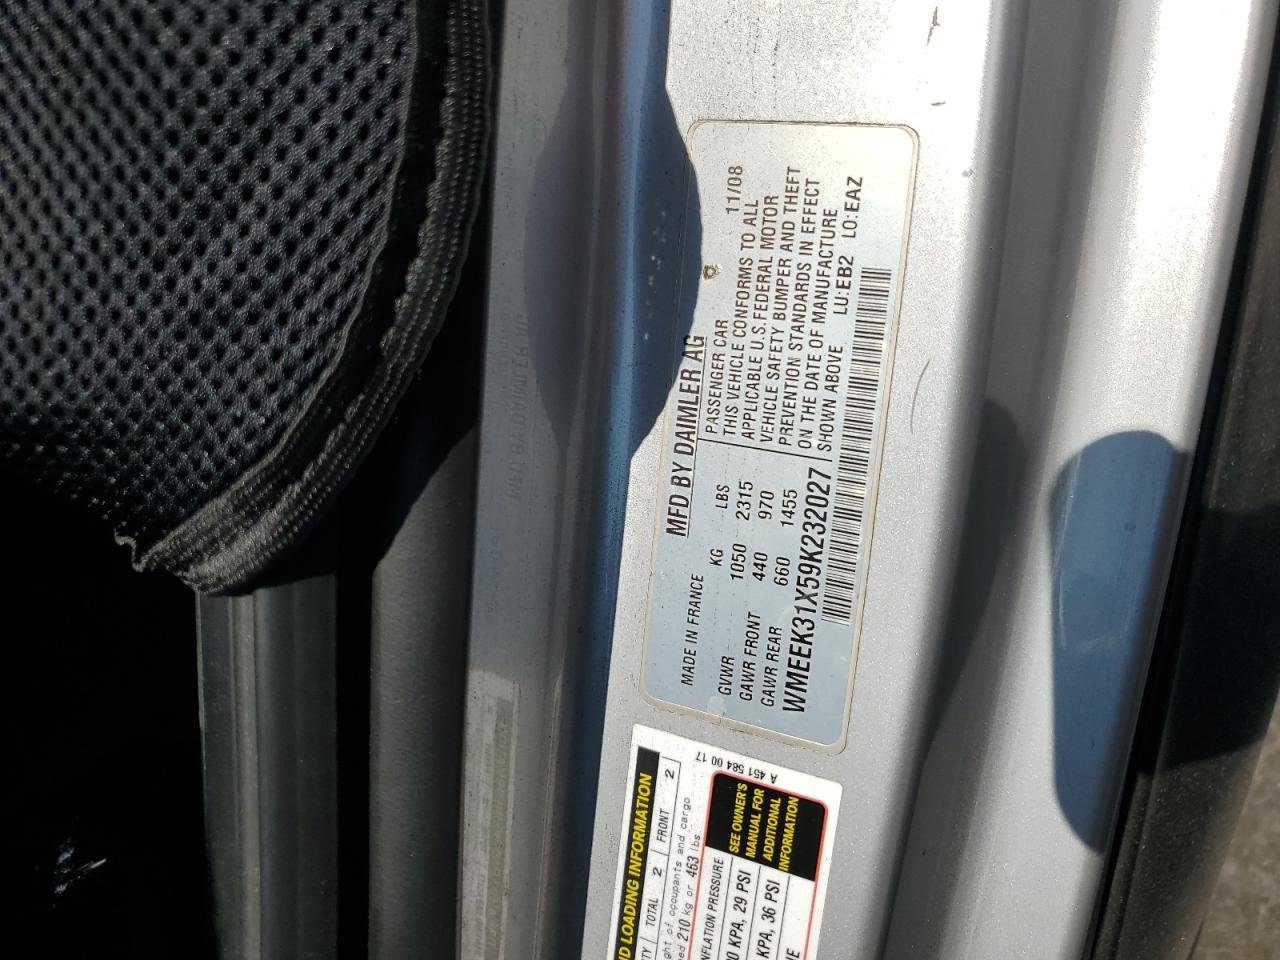 MFD BY DAIMLER AG
MADE IN FRANCE
KG LBS
GVWR 1050 2315
GAWR FRONT 440 970
GAWR REAR 660 1455
PASSENGER CAR 11/08
THIS VEHICLE CONFORMS TO ALL
APPLICABLE U.S. FEDERAL MOTOR
VEHICLE SAFETY BUMPER AND THEFT
PREVENTION STANDARDS IN EFFECT
ON THE DATE OF MANUFACTURE
SHOWN ABOVE LU:EB2 LO:EAZ
WMEEK31X59K232027
A 451 584 00 17
LOADING INFORMATION
TOTAL 2 FRONT 2
of occupants and cargo
210 kg or 463 lbs.
SEE OWNER'S
MANUAL FOR
ADDITIONAL
INFORMATION
PRESSURE
KPA, 29 PSI
KPA, 36 PSI